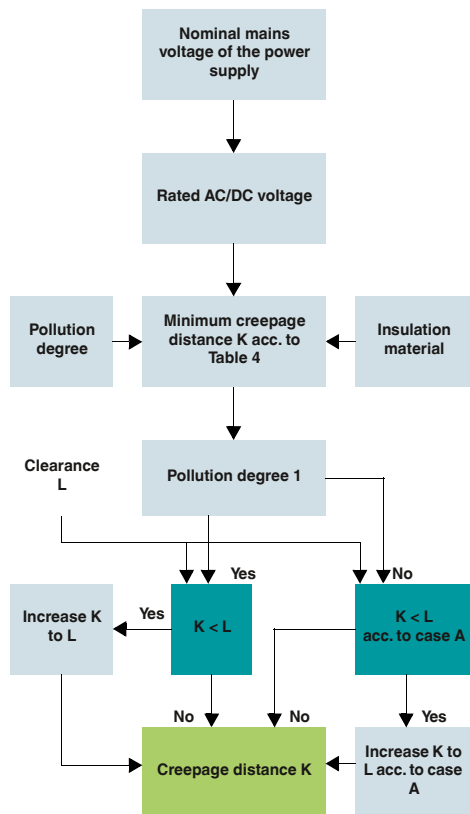 Nominal mains
voltage of the power
supply
Rated AC/DC voltage
Pollution
degree
Minimum creepage
distance K acc. to
Table 4
Insulation
material
Clearance
L
Pollution degree 1
Yes
No
Increase K
to L
Yes
K < L
K < L
acc. to case A
No
No
Yes
Creepage distance K
Increase K to
L acc. to case
A